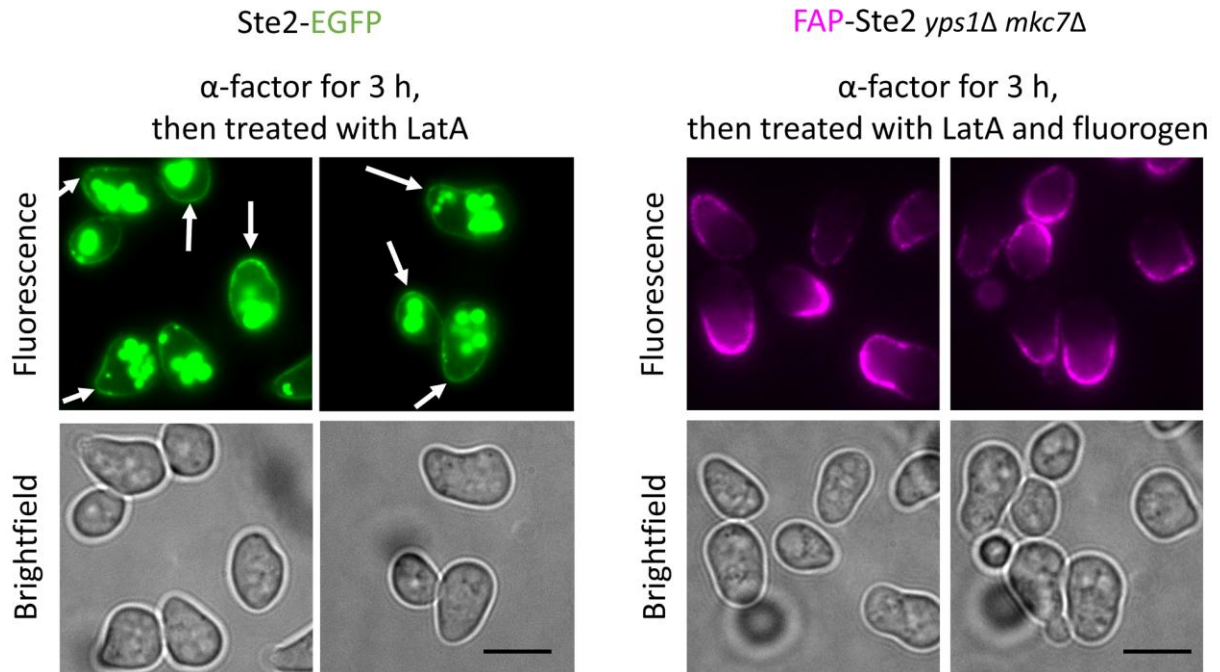 Ste2-EGFP
α-factor for 3 h,
then treated with LatA
FAP-Ste2 yps1Δ mkc7Δ
α-factor for 3 h,
then treated with LatA and fluorogen
Fluorescence
Brightfield
Fluorescence
Brightfield